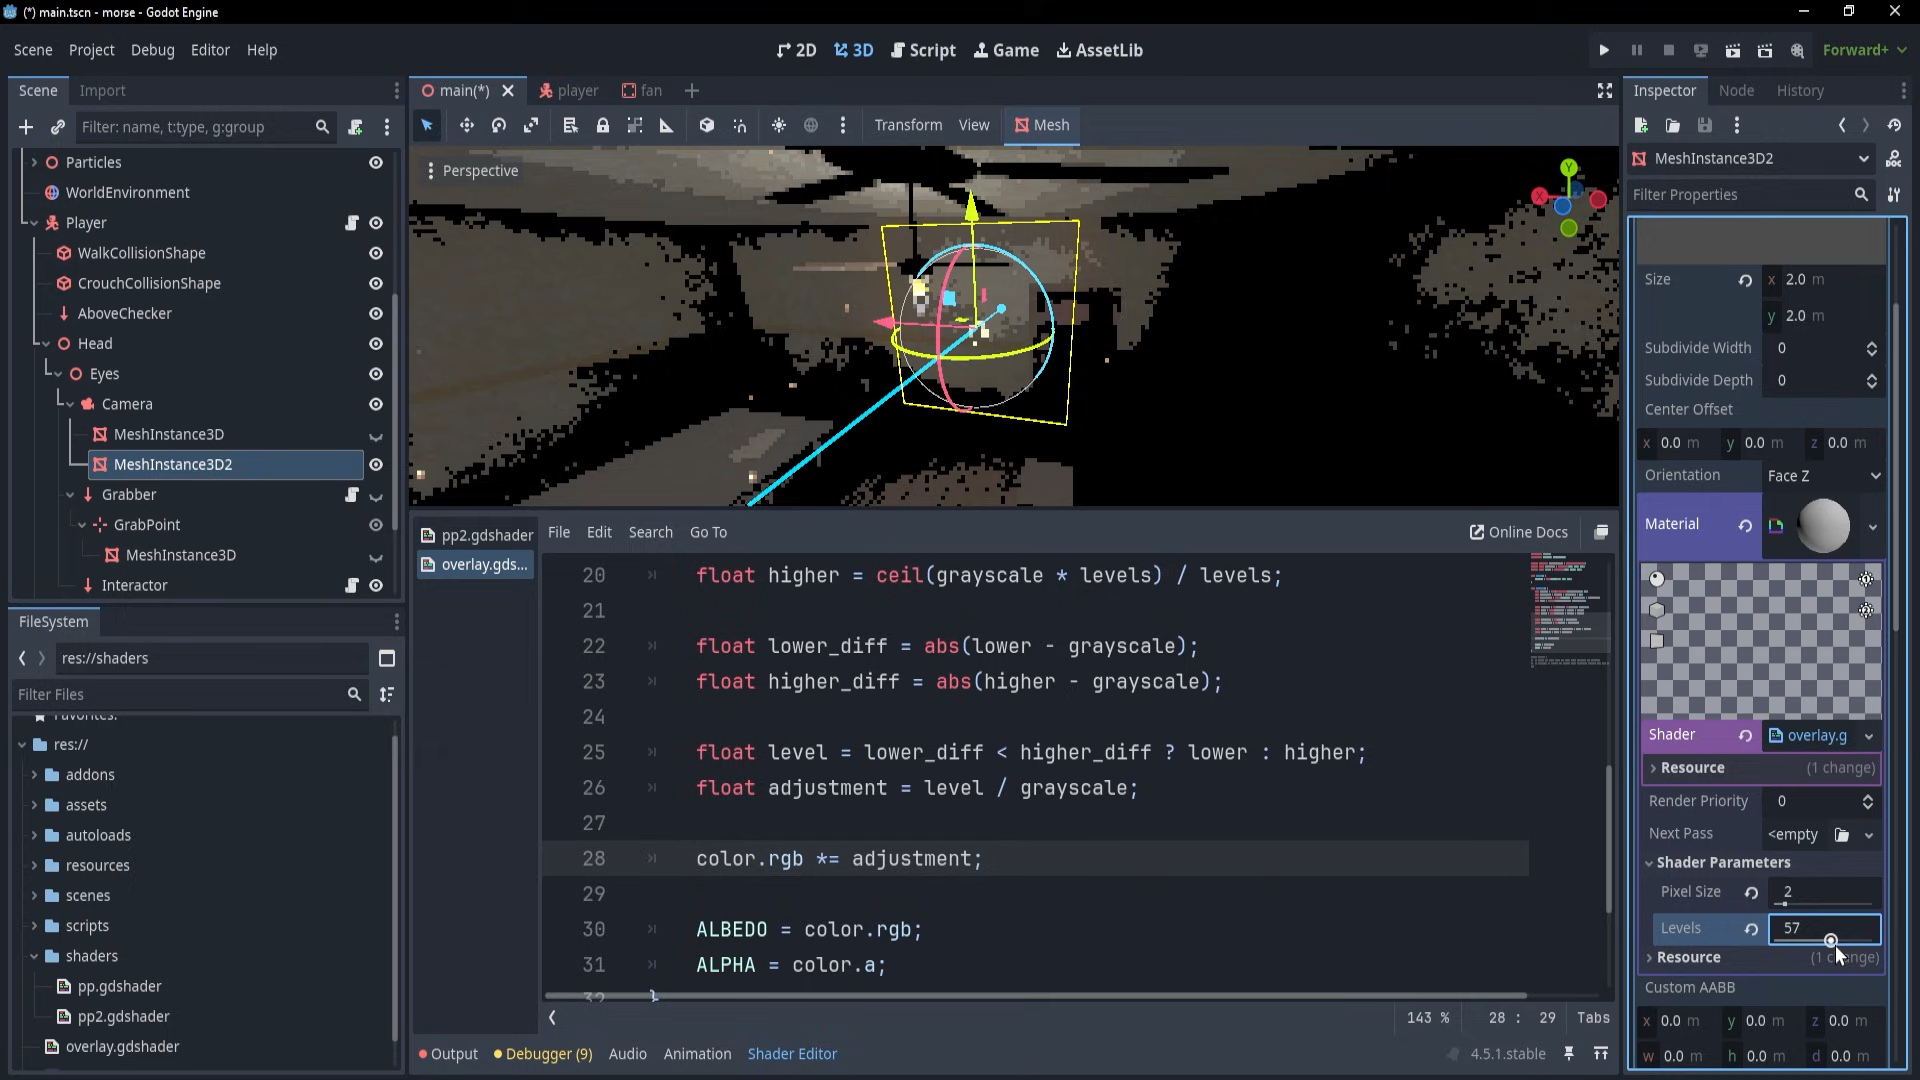 (*) main.tscn - morse - Godot Engine
Scene Project Debug Editor Help
2D 3D Script Game AssetLib
Forward+
Scene Import
main(*) player fan
Inspector Node History
Filter: name, t:type, g:group
Transform View Mesh
Perspective
Particles
WorldEnvironment
Player
WalkCollisionShape
CrouchCollisionShape
AboveChecker
Head
Eyes
Camera
MeshInstance3D
MeshInstance3D2
Grabber
GrabPoint
MeshInstance3D
Interactor
FileSystem
res://shaders
Filter Files
Favorites:
res://
addons
assets
autoloads
resources
scenes
scripts
shaders
pp.gdshader
pp2.gdshader
overlay.gdshader
pp2.gdshader
overlay.gds...
File Edit Search Go To
Online Docs
20 float higher = ceil(grayscale * levels) / levels;
21
22 float lower_diff = abs(lower - grayscale);
23 float higher_diff = abs(higher - grayscale);
24
25 float level = lower_diff < higher_diff ? lower : higher;
26 float adjustment = level / grayscale;
27
28 color.rgb *= adjustment;
29
30 ALBEDO = color.rgb;
31 ALPHA = color.a;
32 }
143 % 28 : 29 Tabs
Output Debugger (9) Audio Animation Shader Editor
4.5.1.stable
MeshInstance3D2
Filter Properties
Y
X
Size x 2.0 m
y 2.0 m
Subdivide Width 0
Subdivide Depth 0
Center Offset
x 0.0 m y 0.0 m z 0.0 m
Orientation Face Z
Material
Shader overlay.g
Resource (1 change)
Render Priority 0
Next Pass <empty
Shader Parameters
Pixel Size 2
Levels 57
Resource (1 change)
Custom AABB
x 0.0 m y 0.0 m z 0.0 m
w 0.0 m h 0.0 m d 0.0 m